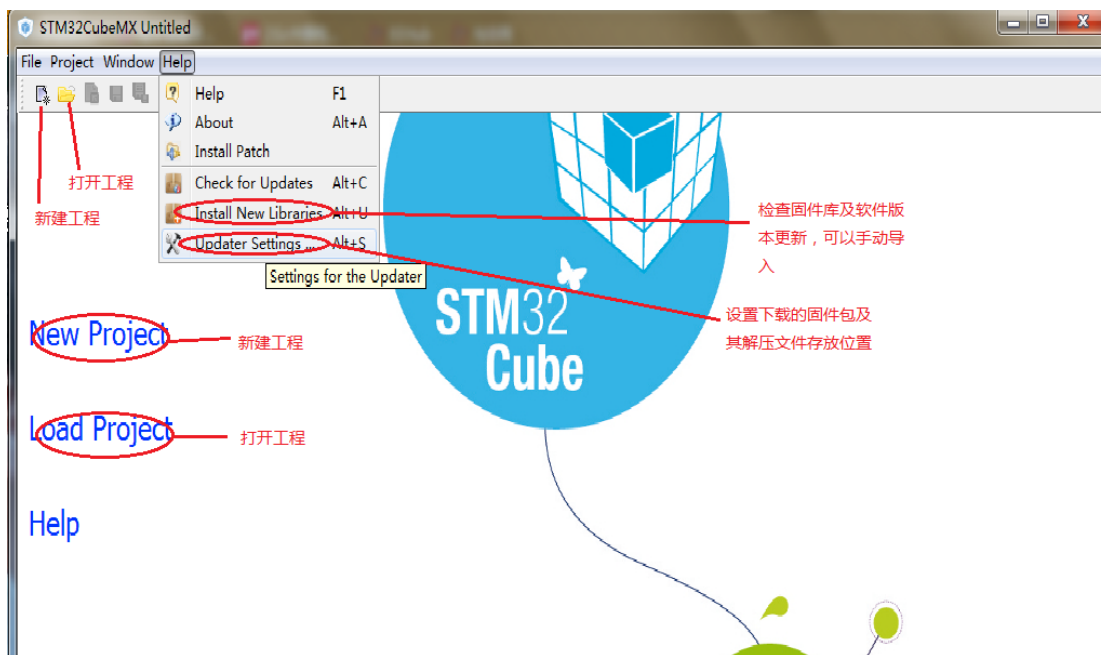 STM32CubeMX Untitled
File Project Window Help
Help F1
About Alt+A
Install Patch
Check for Updates Alt+C
Install New Libraries Alt+U
Updater Settings ... Alt+S
Settings for the Updater
打开工程
新建工程
检查固件库及软件版
本更新，可以手动导
入
设置下载的固件包及
其解压文件存放位置
STM32
Cube
New Project
新建工程
Load Project
打开工程
Help